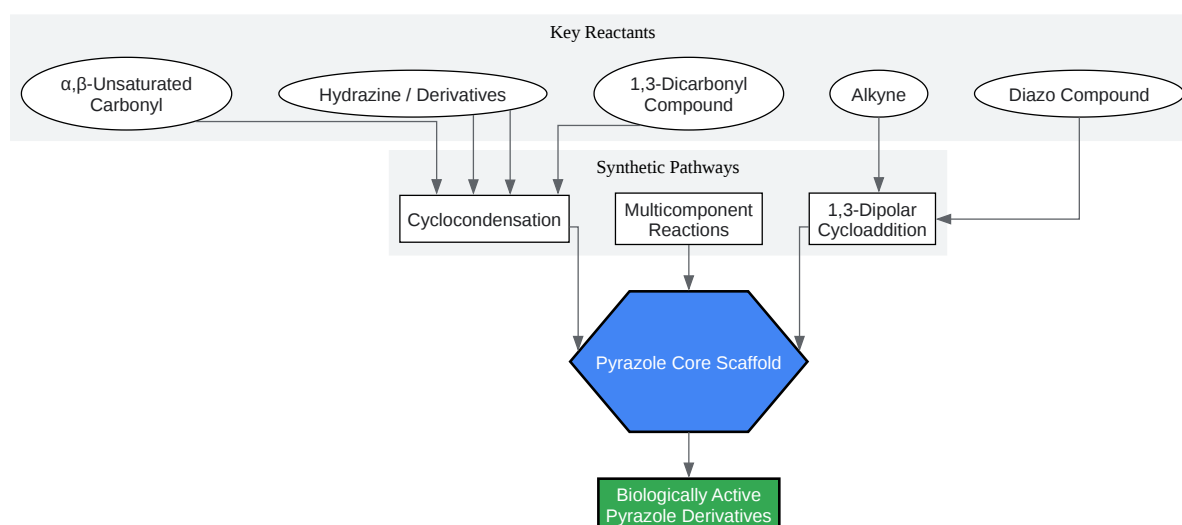 Key Reactants
α,β-Unsaturated
Carbonyl
Hydrazine / Derivatives
1,3-Dicarbonyl
Compound
Alkyne
Diazo Compound
Synthetic Pathways
Cyclocondensation
Multicomponent
Reactions
1,3-Dipolar
Cycloaddition
Pyrazole Core Scaffold
Biologically Active
Pyrazole Derivatives